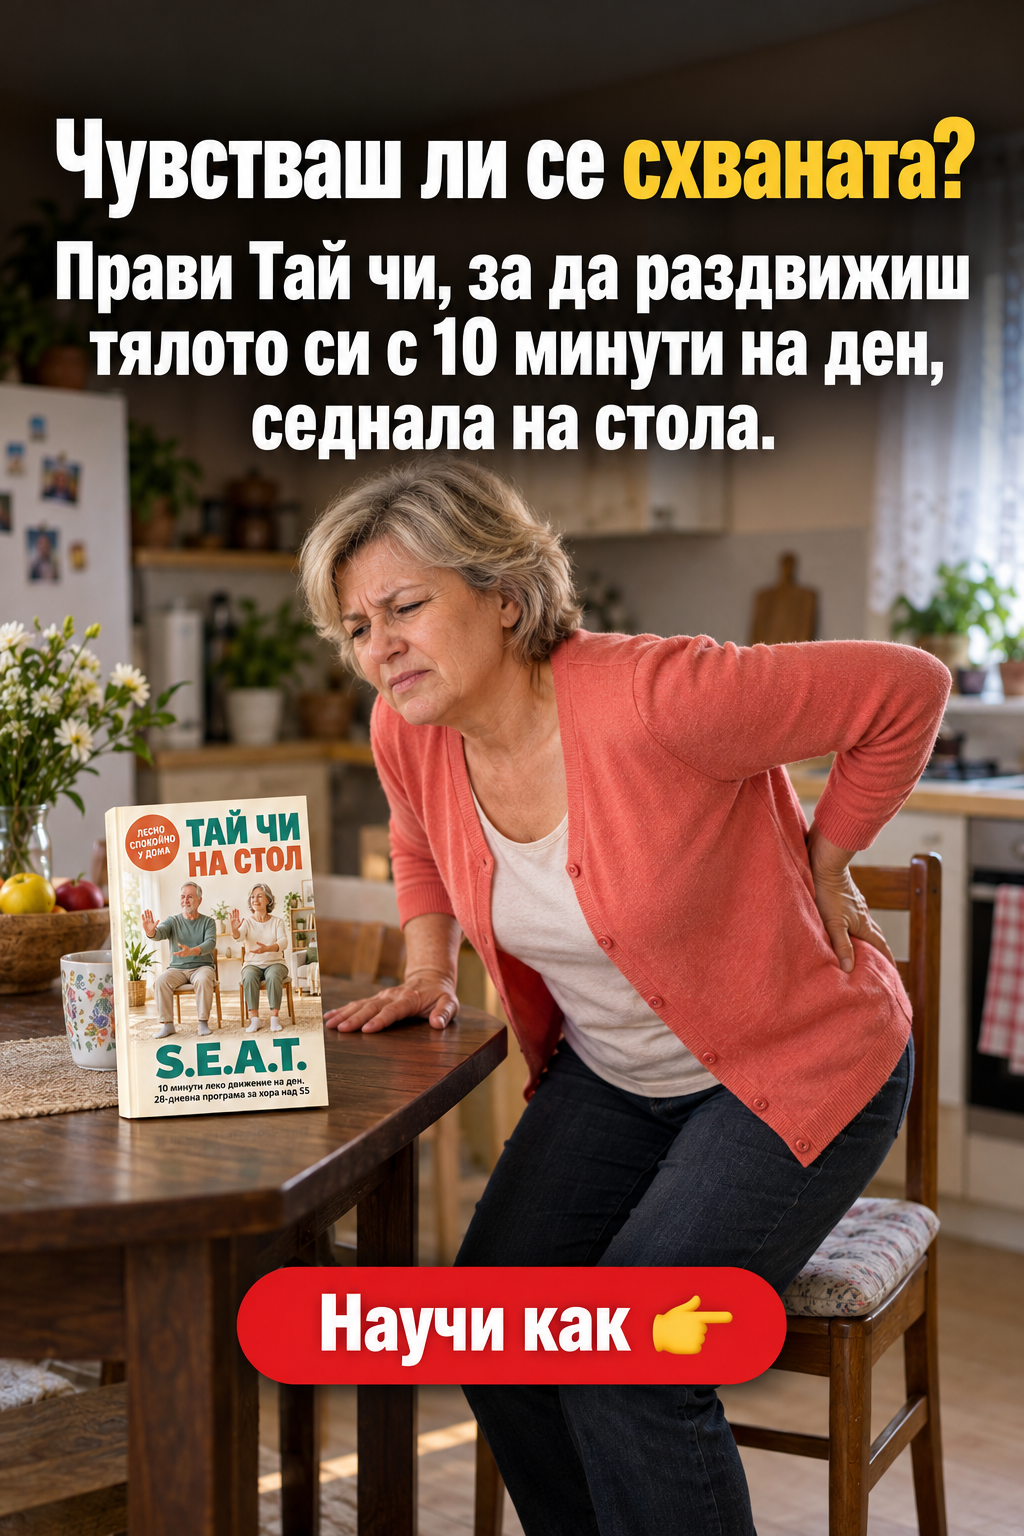 Чувстваш ли се схваната?
Прави Тай чи, за да раздвижиш
тялото си с 10 минути на ден,
седнала на стола.
ЛЕСНО
СПОКОЙНО
У ДОМА
ТАЙ ЧИ
НА СТОЛ
S.E.A.T.
10 минути леко движение на ден.
28-дневна програма за хора над 55
Научи как 👉